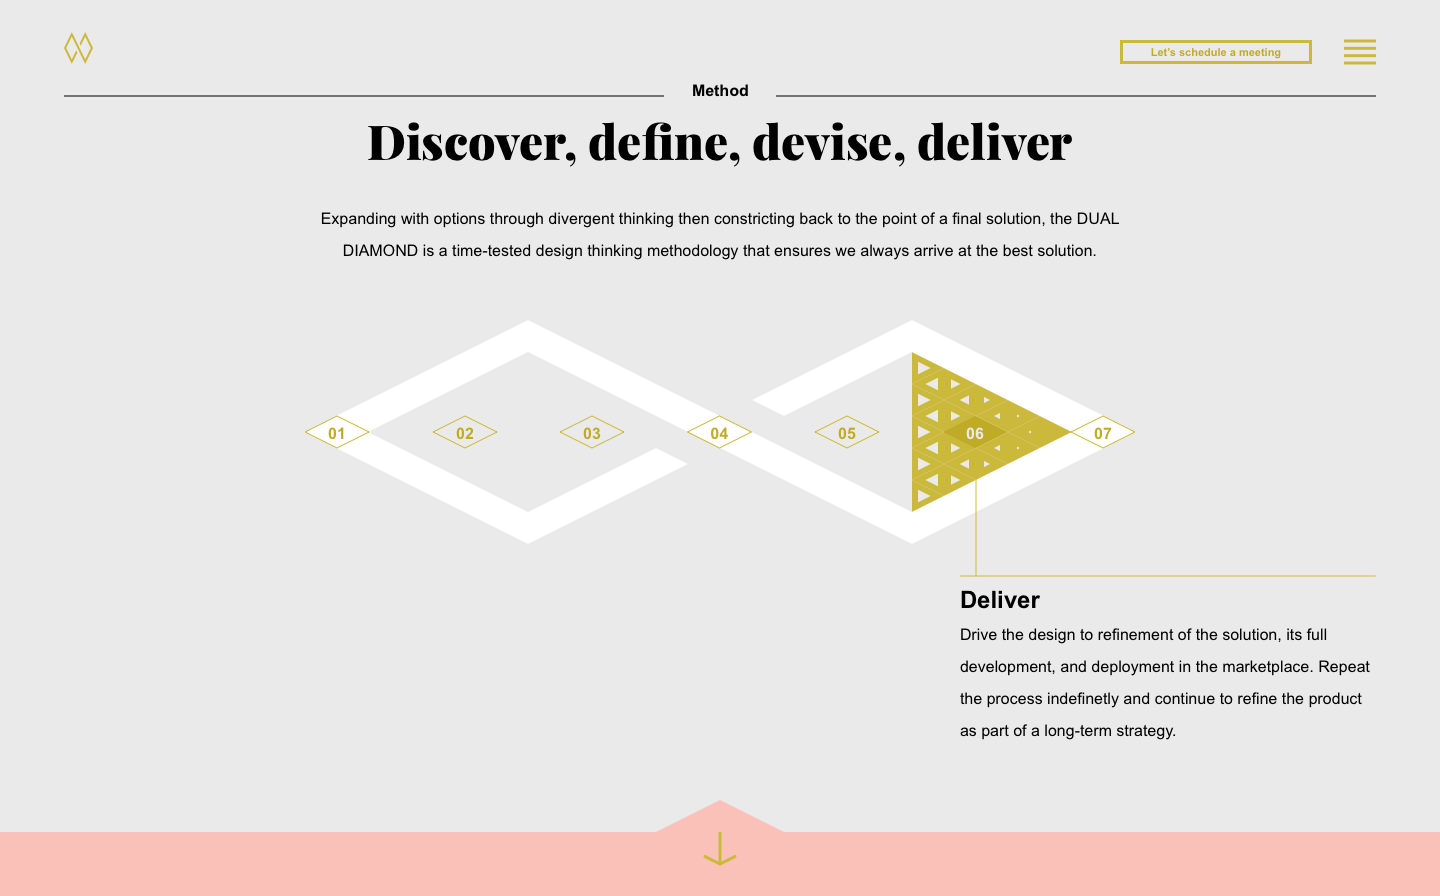 Let's schedule a meeting
Method
Discover, define, devise, deliver
Expanding with options through divergent thinking then constricting back to the point of a final solution, the DUAL
DIAMOND is a time-tested design thinking methodology that ensures we always arrive at the best solution.
01 02 03 04 05 06 07
Deliver
Drive the design to refinement of the solution, its full
development, and deployment in the marketplace. Repeat
the process indefinetly and continue to refine the product
as part of a long-term strategy.